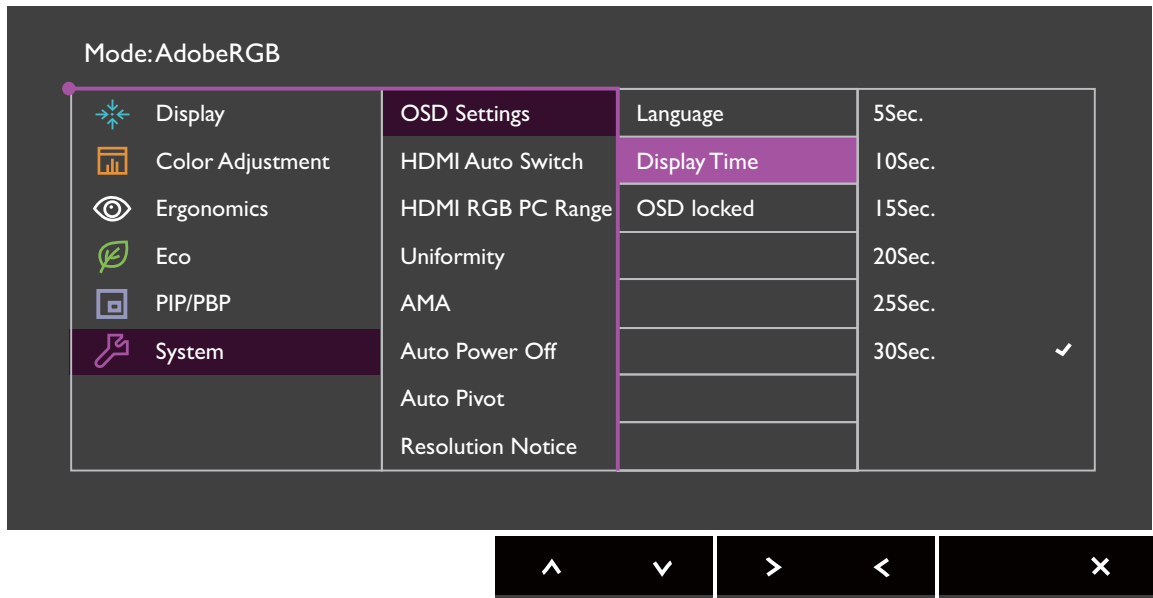 Mode: AdobeRGB
Display
Color Adjustment
Ergonomics
Eco
PIP/PBP
System
OSD Settings
HDMI Auto Switch
HDMI RGB PC Range
Uniformity
AMA
Auto Power Off
Auto Pivot
Resolution Notice
Language
Display Time
OSD locked
5Sec.
10Sec.
15Sec.
20Sec.
25Sec.
30Sec.